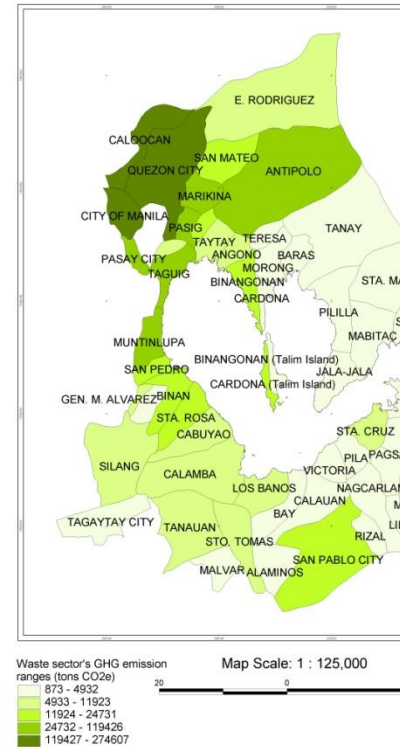 E. RODRIGUEZ
CALOOCAN
SAN MATEO
QUEZON CITY
ANTIPOLO
MARIKINA
CITY OF MANILA
PASIG
TANAY
TAYTAY
TERESA
PASAY CITY
ANGONO
BARAS
TAGUIG
MORONG
BINANGONAN
STA. MA
CARDONA
PILILLA
MUNTINLUPA
MABITAC
BINANGONAN (Talim Island)
SAN PEDRO
JALA-JALA
CARDONA (Talim Island)
GEN. M. ALVAREZ
BINAN
STA. ROSA
STA. CRUZ
CABUYAO
PILA
PAGSA
SILANG
VICTORIA
CALAMBA
LOS BANOS
NAGCARLAN
CALAUAN
TAGAYTAY CITY
BAY
TANAUAN
RIZAL
STO. TOMAS
SAN PABLO CITY
MALVAR
ALAMINOS
Waste sector's GHG emission
ranges (tons CO2e)
873 - 4932
4933 - 11923
11924 - 24731
24732 - 119426
119427 - 274607
Map Scale: 1 : 125,000
20
0